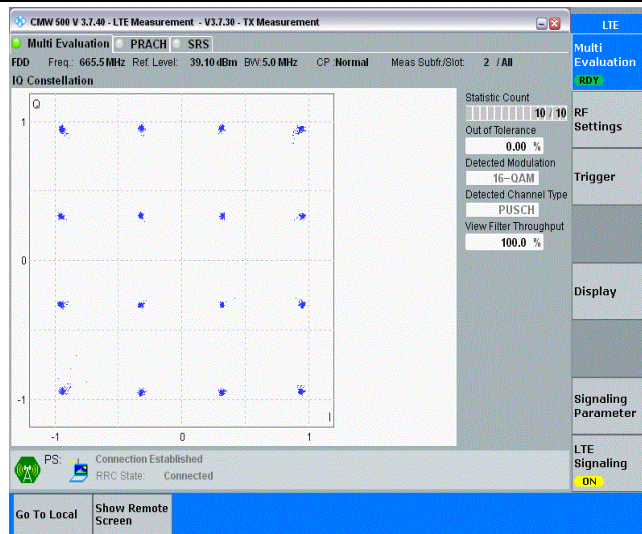 CMW 500 V 3.7.40 - LTE Measurement - V3.7.30 - TX Measurement
LTE
Multi Evaluation PRACH SRS
Multi
Evaluation
RDY
FDD Freq.: 665.5 MHz Ref. Level: 39.10 dBm BW: 5.0 MHz CP : Normal Meas Subfr./Slot: 2 / All
IQ Constellation
Q
1
0
-1
-1 0 1
I
Statistic Count
10 / 10
Out of Tolerance
0.00 %
Detected Modulation
16-QAM
Detected Channel Type
PUSCH
View Filter Throughput
100.0 %
RF
Settings
Trigger
Display
Signaling
Parameter
LTE
Signaling
ON
PS: Connection Established
RRC State: Connected
Go To Local
Show Remote
Screen